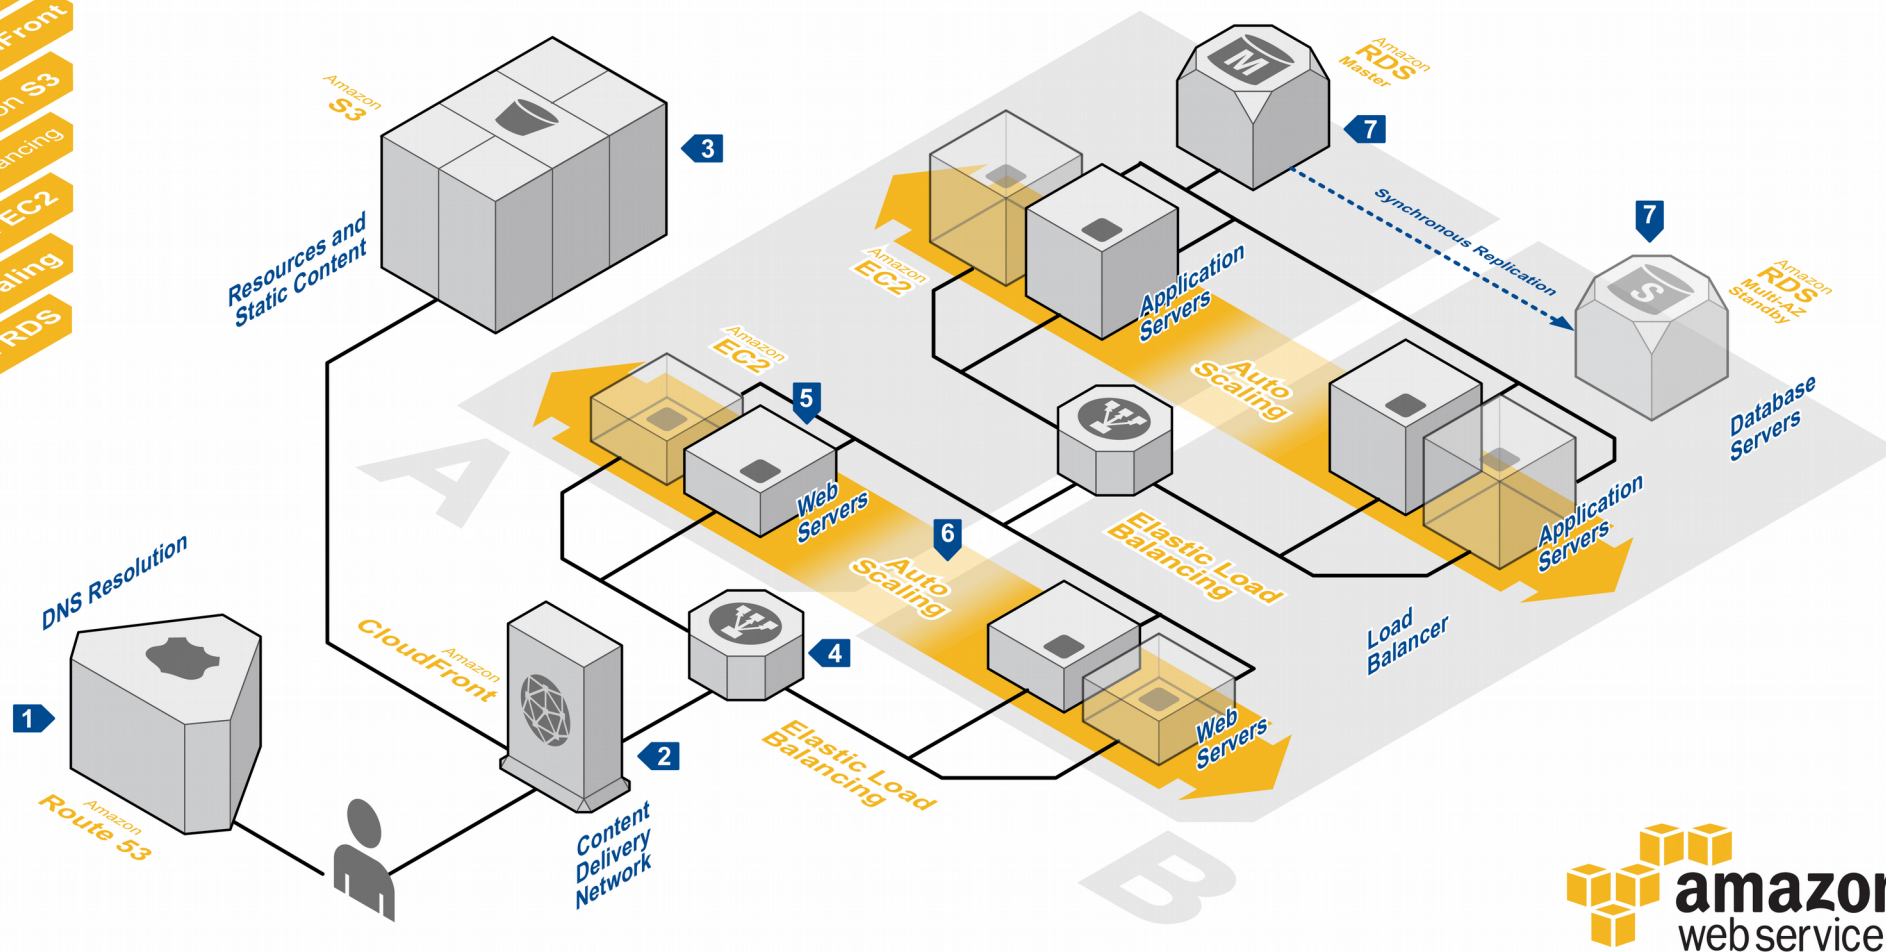 Front
on S3
ancing
EC2
aling
RDS
Amazon
S3
3
Resources and
Static Content
Amazon
RDS
Master
7
Synchronous Replication
7
Amazon
RDS
Multi-AZ
Standby
Database
Servers
Amazon
EC2
Application
Servers
Auto
Scaling
Application
Servers
Amazon
EC2
5
Web
Servers
6
Auto
Scaling
Elastic Load
Balancing
Load
Balancer
A
M
S
DNS Resolution
1
Amazon
Route 53
Amazon
CloudFront
2
Content
Delivery
Network
4
Elastic Load
Balancing
Web
Servers
B
amazon
web service